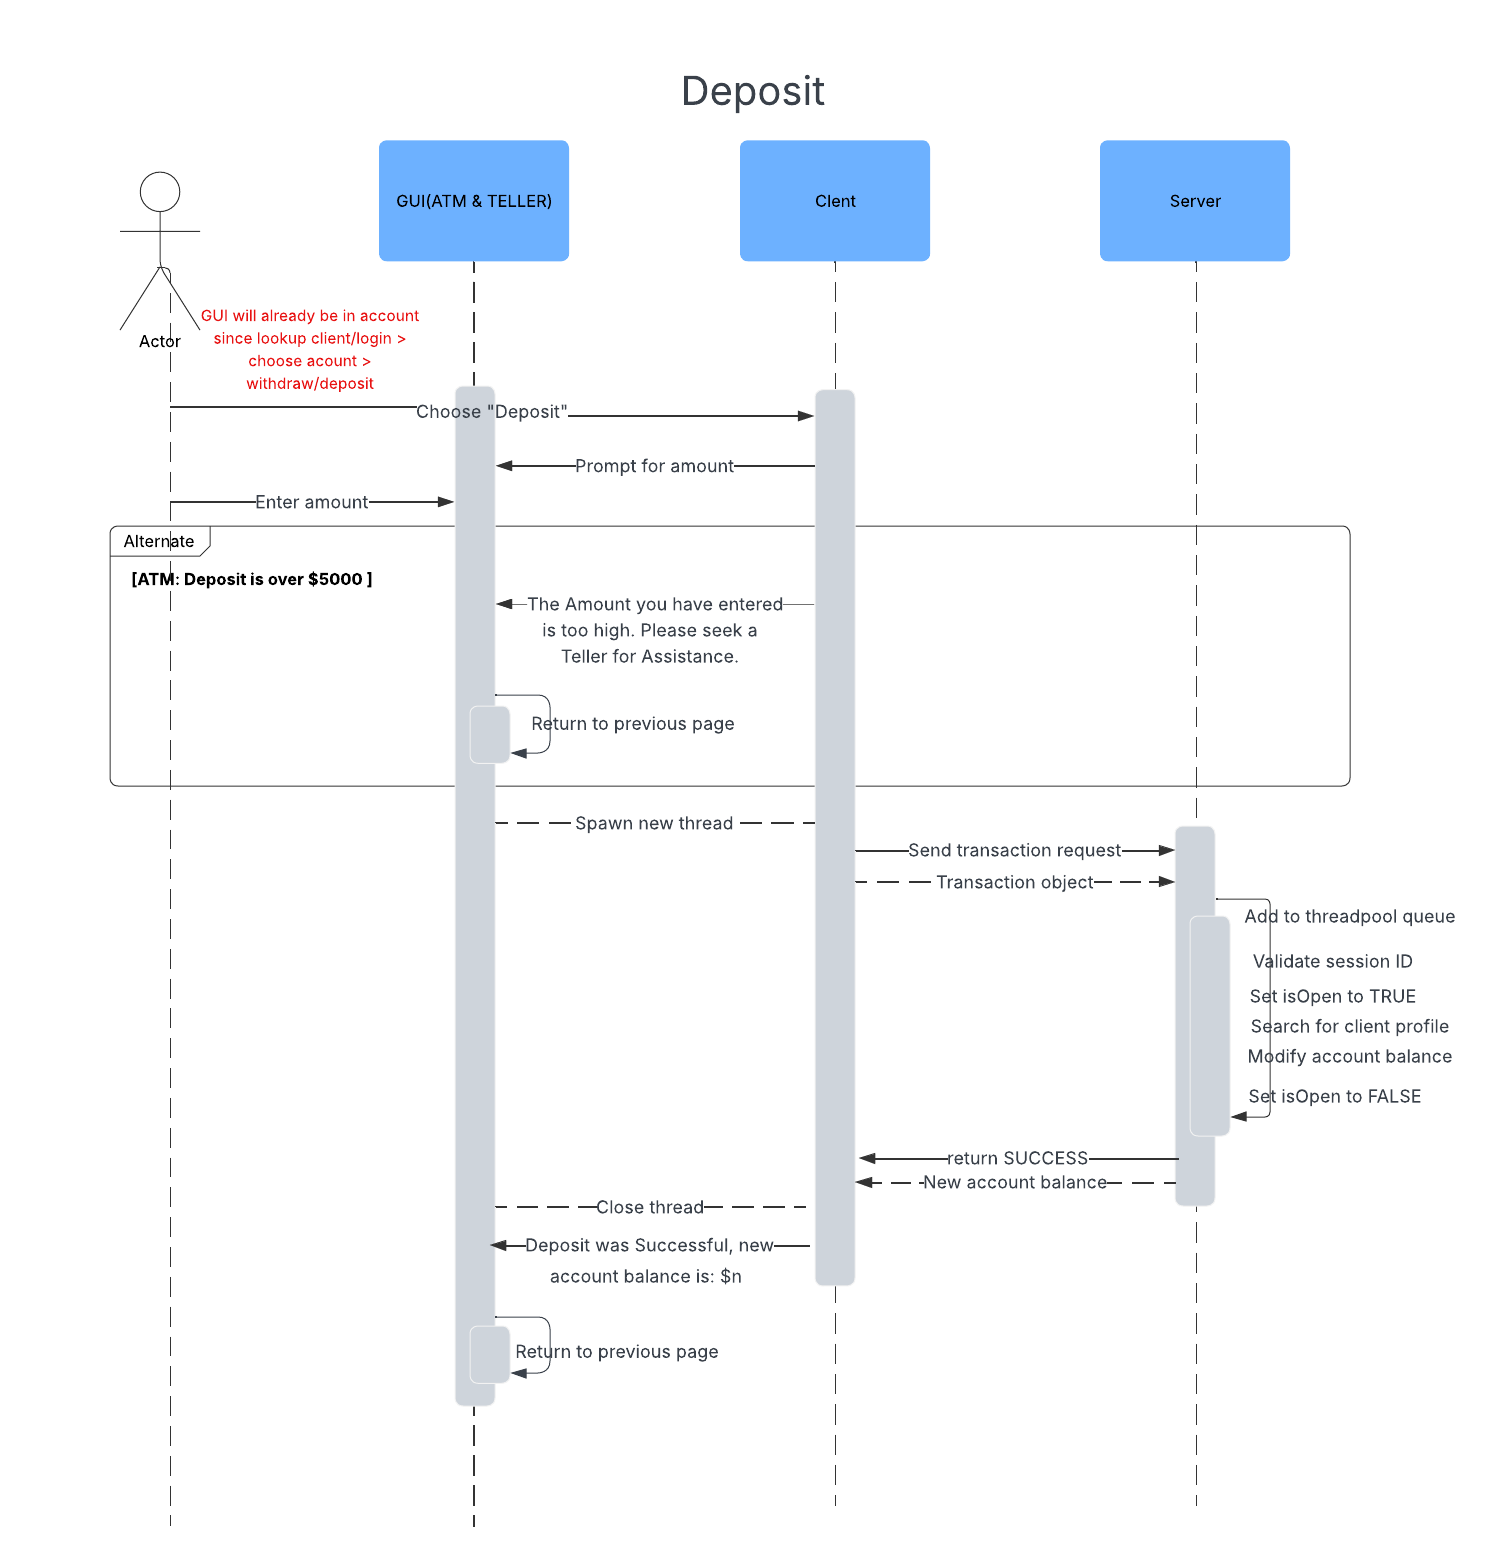 Deposit
GUI(ATM & TELLER)
Clent
Server
Actor
GUI will already be in account
since lookup client/login >
choose acount >
withdraw/deposit
Choose "Deposit"
Prompt for amount
Enter amount
Alternate
[ATM: Deposit is over $5000 ]
The Amount you have entered
is too high. Please seek a
Teller for Assistance.
Return to previous page
Spawn new thread
Send transaction request
Transaction object
Add to threadpool queue
Validate session ID
Set isOpen to TRUE
Search for client profile
Modify account balance
Set isOpen to FALSE
return SUCCESS
New account balance
Close thread
Deposit was Successful, new
account balance is: $n
Return to previous page